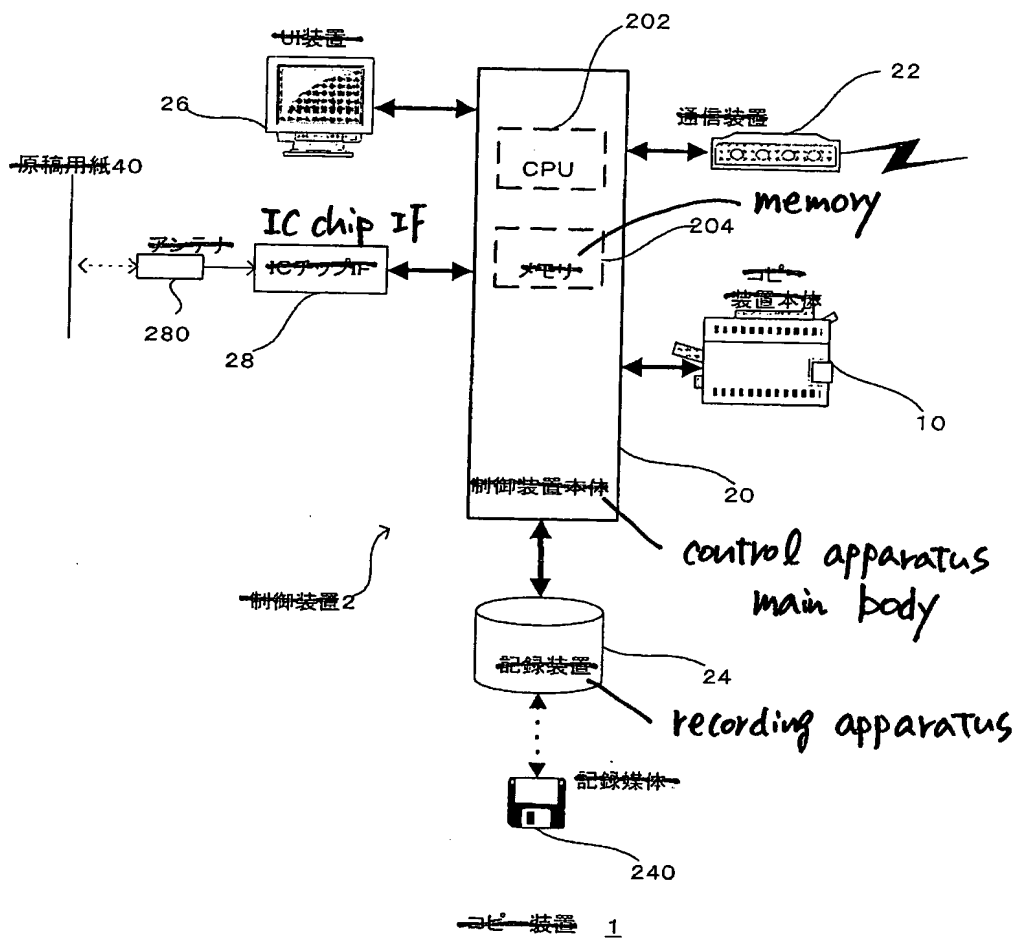 202
UI装置
22
26
通信装置
CPU
原稿用紙40
memory
IC chip IF
204
アンテナ
ICチップIF
メモリ
コピー
装置本体
280
28
10
制御装置本体
20
control apparatus
main body
制御装置2
記録装置
24
recording apparatus
記録媒体
240
コピー装置 1